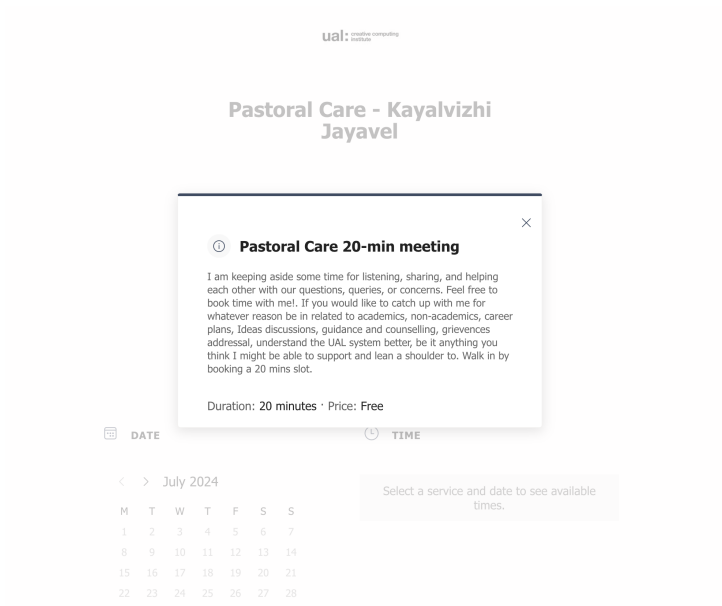 ual: creative computing
institute
Pastoral Care - Kayalvizhi
Jayavel
Pastoral Care 20-min meeting
I am keeping aside some time for listening, sharing, and helping
each other with our questions, queries, or concerns. Feel free to
book time with me!. If you would like to catch up with me for
whatever reason be in related to academics, non-academics, career
plans, Ideas discussions, guidance and counselling, grievences
addressal, understand the UAL system better, be it anything you
think I might be able to support and lean a shoulder to. Walk in by
booking a 20 mins slot.
Duration: 20 minutes · Price: Free
DATE
TIME
July 2024
Select a service and date to see available
times.
M T W T F S S
1 2 3 4 5 6 7
8 9 10 11 12 13 14
15 16 17 18 19 20 21
22 23 24 25 26 27 28